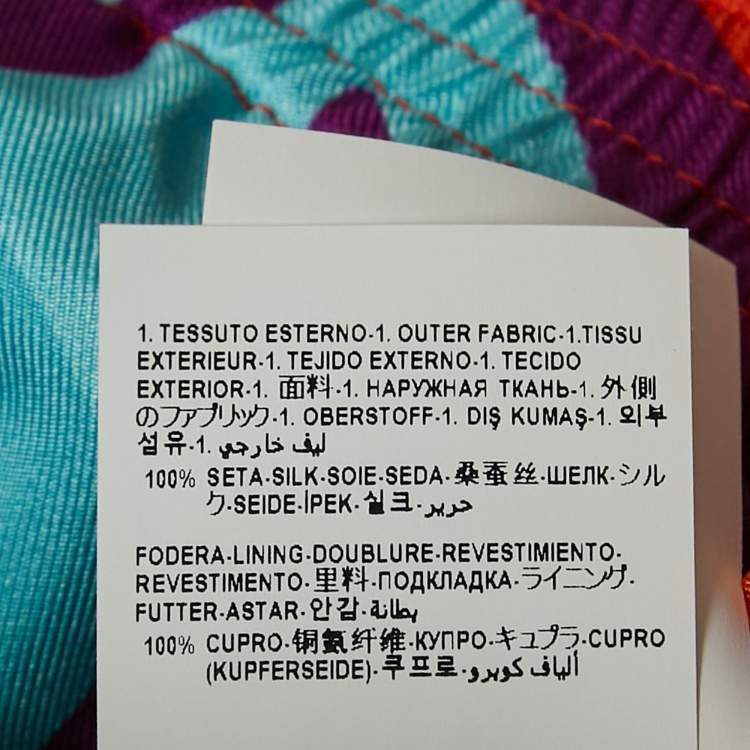 1. TESSUTO ESTERNO-1. OUTER FABRIC-1.TISSU
EXTERIEUR-1. TEJIDO EXTERNO-1. TECIDO
EXTERIOR-1. 面料-1. НАРУЖНАЯ ТКАНЬ-1. 外側
のファブリック-1. OBERSTOFF-1. DIŞ KUMAŞ-1. 외부
섬유-1. ليف خارجي
100% SETA-SILK-SOIE-SEDA-桑蚕丝-ШЕЛК-シル
ク-SEIDE-İPEK-실크-حرير
FODERA-LINING-DOUBLURE-REVESTIMIENTO-
REVESTIMENTO-里料-ПОДКЛАДКА-ライニング-
FUTTER-ASTAR-안감-بطانة
100% CUPRO-铜氨纤维-КУПРО-キュプラ-CUPRO
(KUPFERSEIDE)-쿠프로-ألياف كوبرو